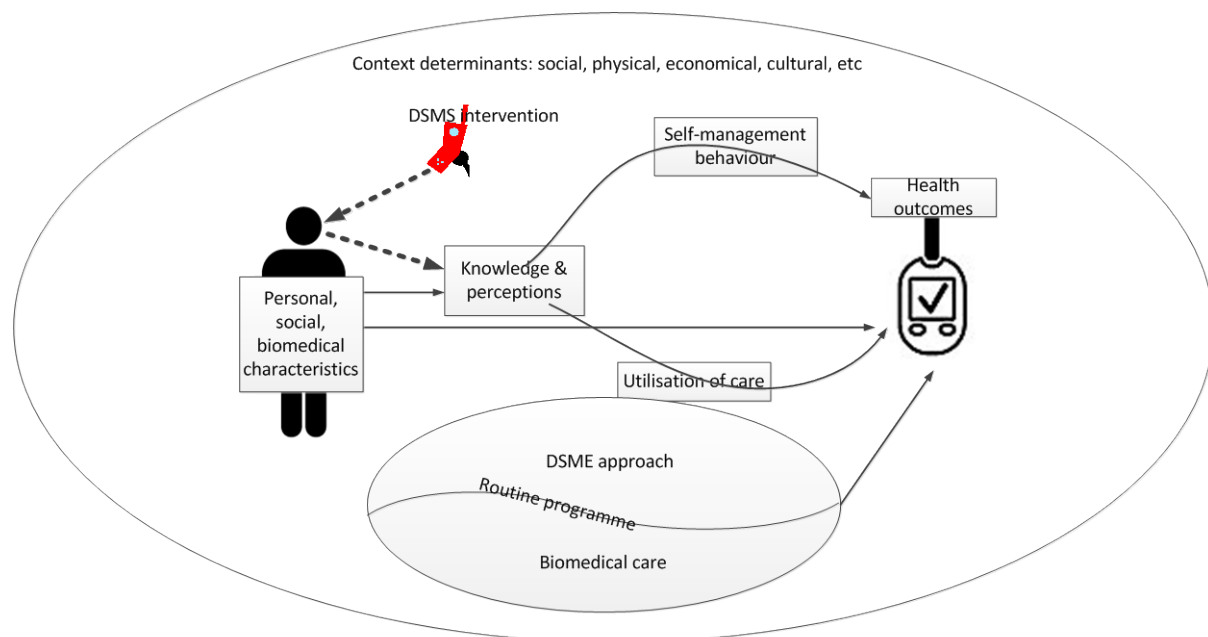 Context determinants: social, physical, economical, cultural, etc
DSMS intervention
Self-management
behaviour
Health
outcomes
Knowledge &
perceptions
Personal,
social,
biomedical
characteristics
Utilisation of care
DSME approach
Routine programme
Biomedical care